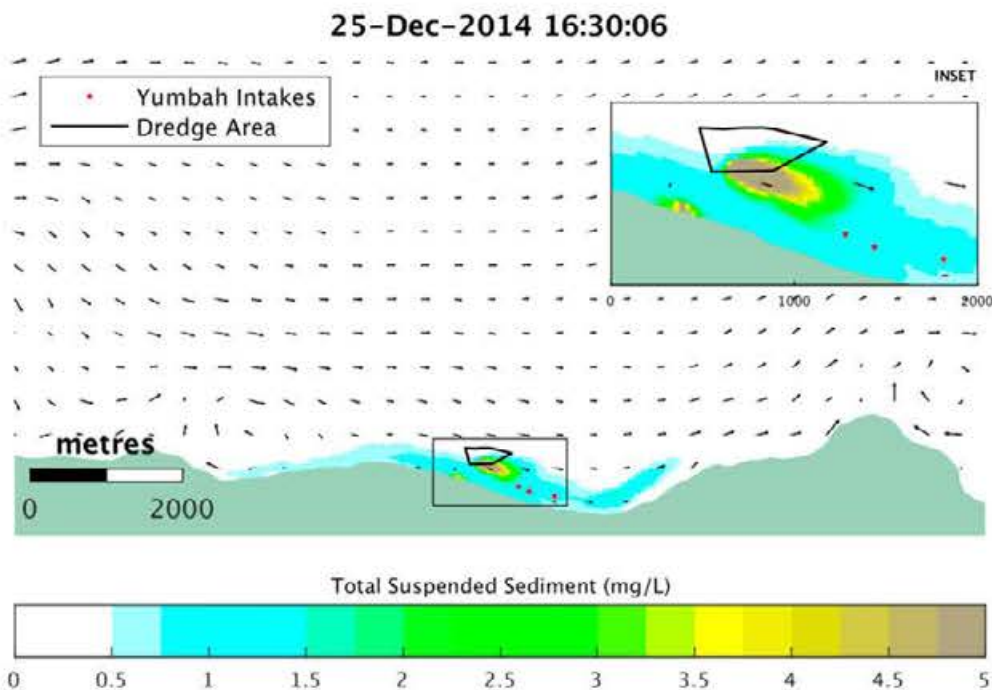 25-Dec-2014 16:30:06
Yumbah Intakes
Dredge Area
INSET
0 1000 2000
metres
0 2000
Total Suspended Sediment (mg/L)
0 0.5 1 1.5 2 2.5 3 3.5 4 4.5 5